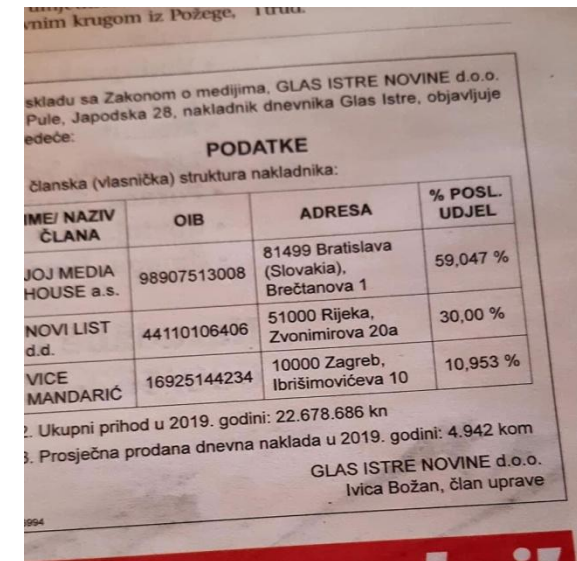 vnim krugom iz Požege,
skladu sa Zakonom o medijima, GLAS ISTRE NOVINE d.o.o.
Pule, Japodska 28, nakladnik dnevnika Glas Istre, objavljuje
edeće:
PODATKE
članska (vlasnička) struktura nakladnika:
IME/ NAZIV ČLANA OIB ADRESA % POSL. UDJEL
JOJ MEDIA HOUSE a.s. 98907513008 81499 Bratislava (Slovakia), Brečtanova 1 59,047 %
NOVI LIST d.d. 44110106406 51000 Rijeka, Zvonimirova 20a 30,00 %
VICE MANDARIĆ 16925144234 10000 Zagreb, Ibrišimovićeva 10 10,953 %
2. Ukupni prihod u 2019. godini: 22.678.686 kn
3. Prosječna prodana dnevna naklada u 2019. godini: 4.942 kom
GLAS ISTRE NOVINE d.o.o.
Ivica Božan, član uprave
994